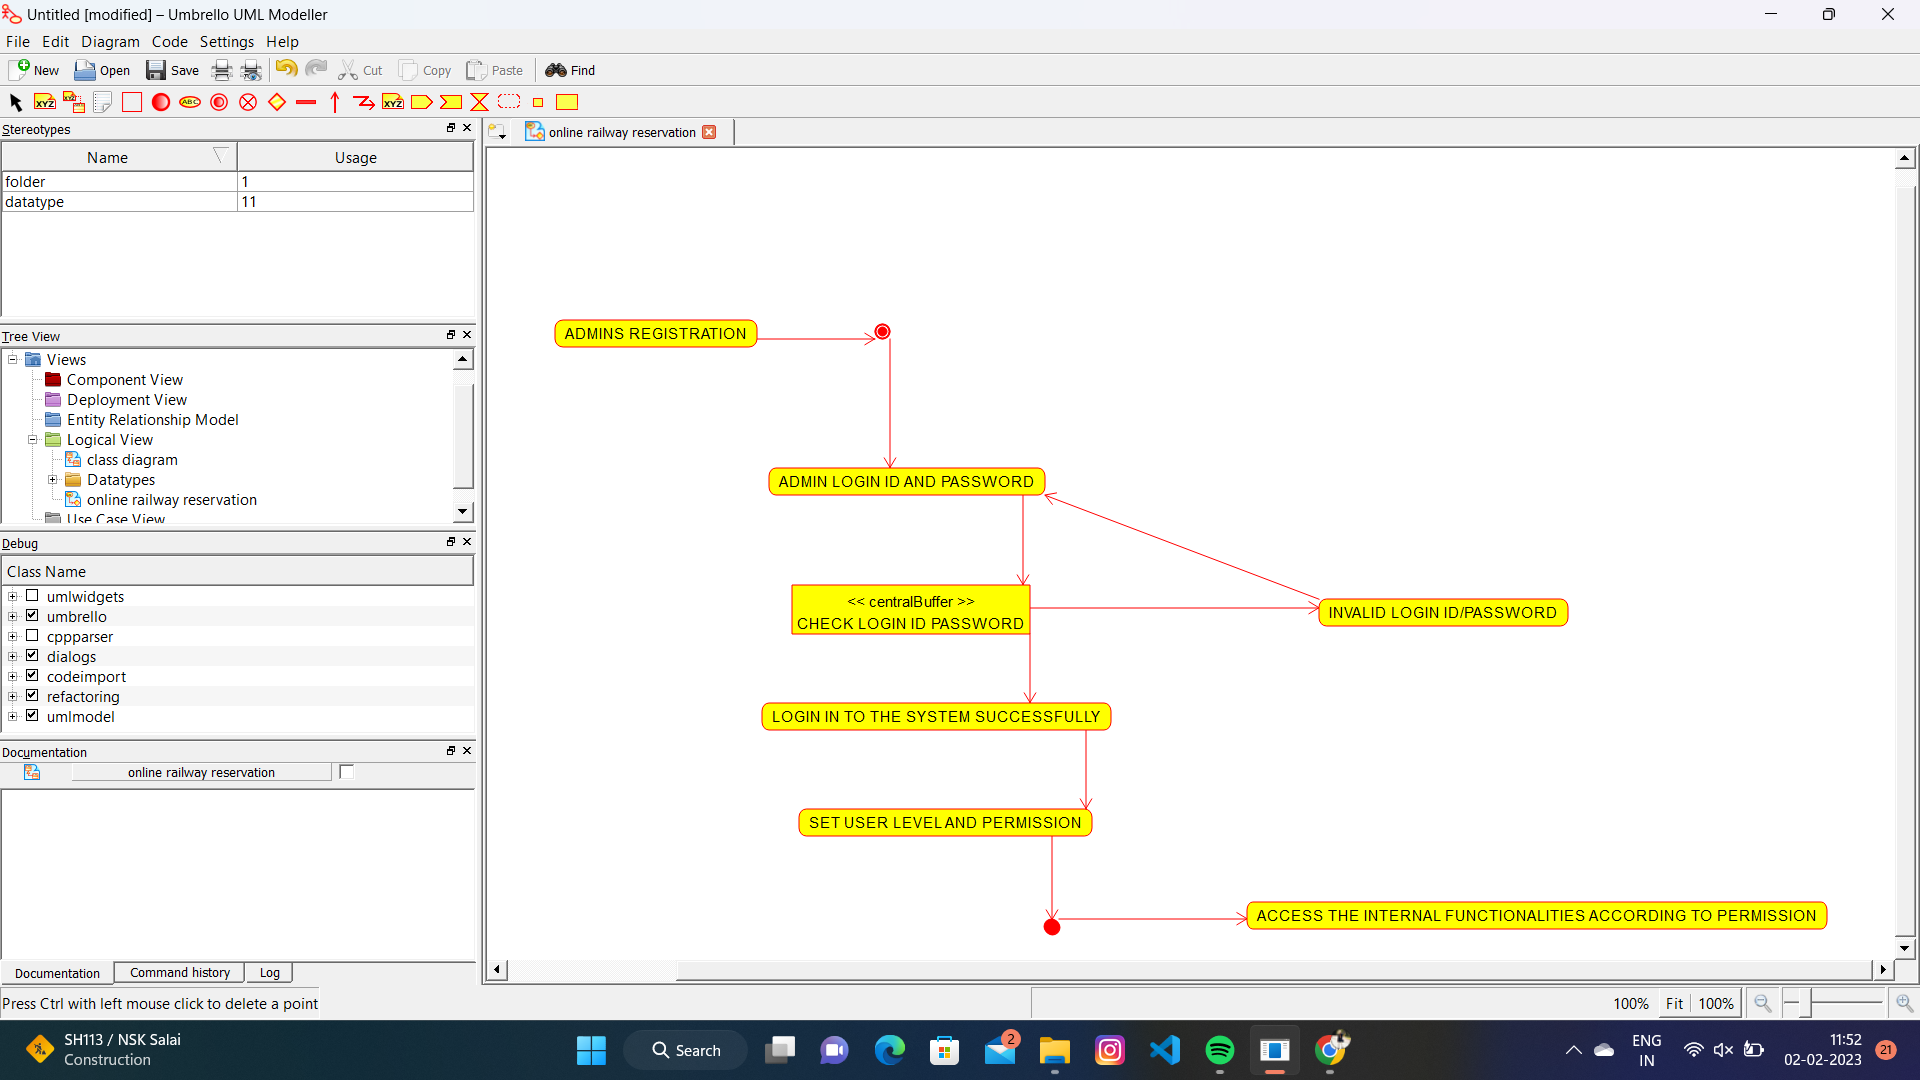 Untitled [modified] – Umbrello UML Modeller
File Edit Diagram Code Settings Help
New Open Save Cut Copy Paste Find
XYZ XYZ ABC XYZ
Stereotypes
online railway reservation
Name Usage
folder 1
datatype 11
Tree View
Views
Component View
Deployment View
Entity Relationship Model
Logical View
class diagram
Datatypes
online railway reservation
Use Case View
Debug
Class Name
umlwidgets
umbrello
cppparser
dialogs
codeimport
refactoring
umlmodel
Documentation
online railway reservation
Documentation Command history Log
ADMINS REGISTRATION
ADMIN LOGIN ID AND PASSWORD
<< centralBuffer >>
CHECK LOGIN ID PASSWORD
INVALID LOGIN ID/PASSWORD
LOGIN IN TO THE SYSTEM SUCCESSFULLY
SET USER LEVEL AND PERMISSION
ACCESS THE INTERNAL FUNCTIONALITIES ACCORDING TO PERMISSION
Press Ctrl with left mouse click to delete a point
100% Fit 100%
SH113 / NSK Salai
Construction
Search
2
ENG
IN
11:52
02-02-2023
21